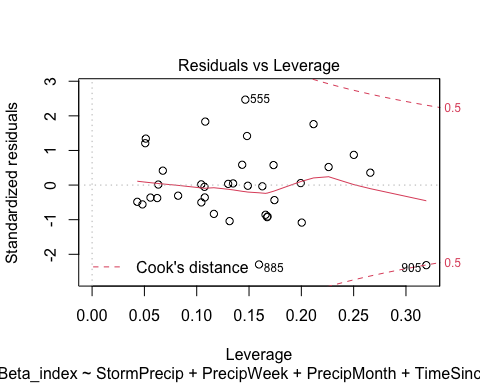 Residuals vs Leverage
Standardized residuals
3
2
1
0
-1
-2
555
885
905
0.5
0.5
Cook's distance
0.00 0.05 0.10 0.15 0.20 0.25 0.30
Leverage
Beta_index ~ StormPrecip + PrecipWeek + PrecipMonth + TimeSinc